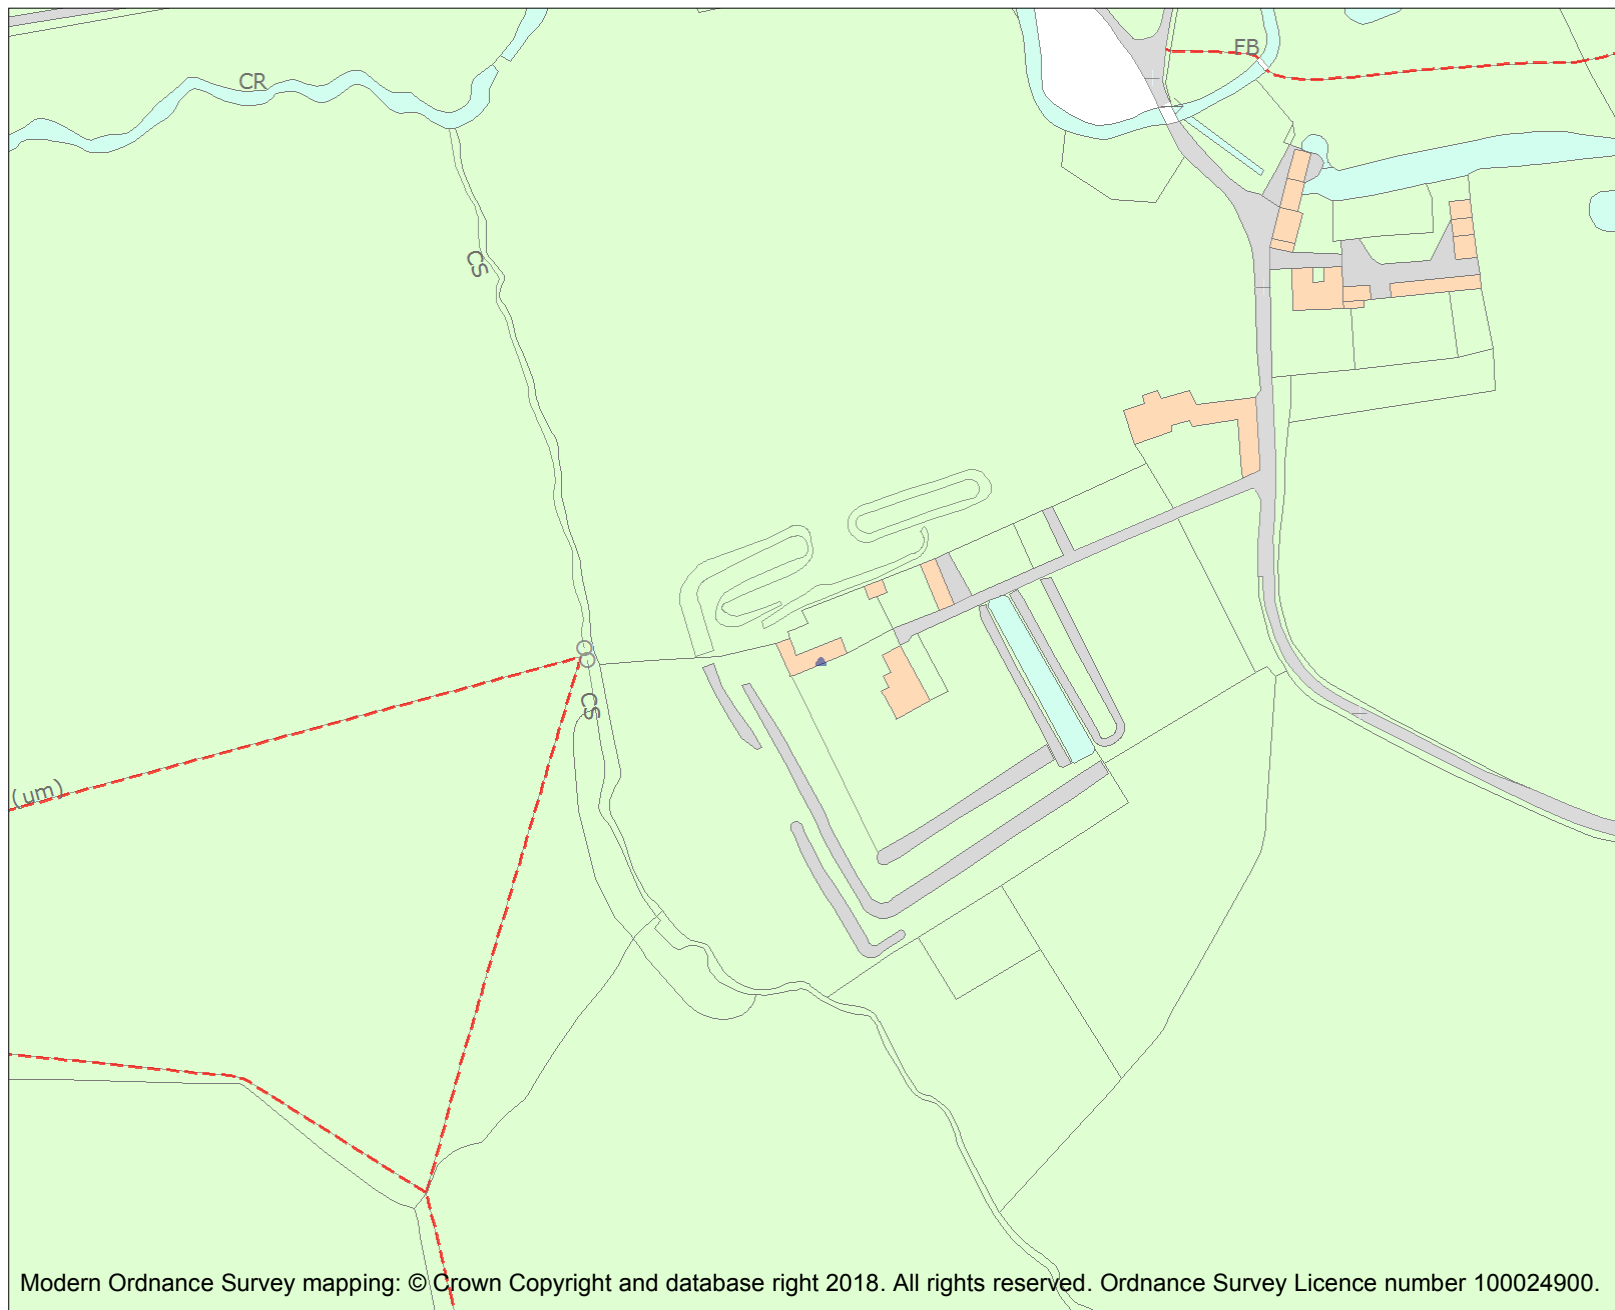 FB
CR
CS
CS
(um)
Modern Ordnance Survey mapping: © Crown Copyright and database right 2018. All rights reserved. Ordnance Survey Licence number 100024900.